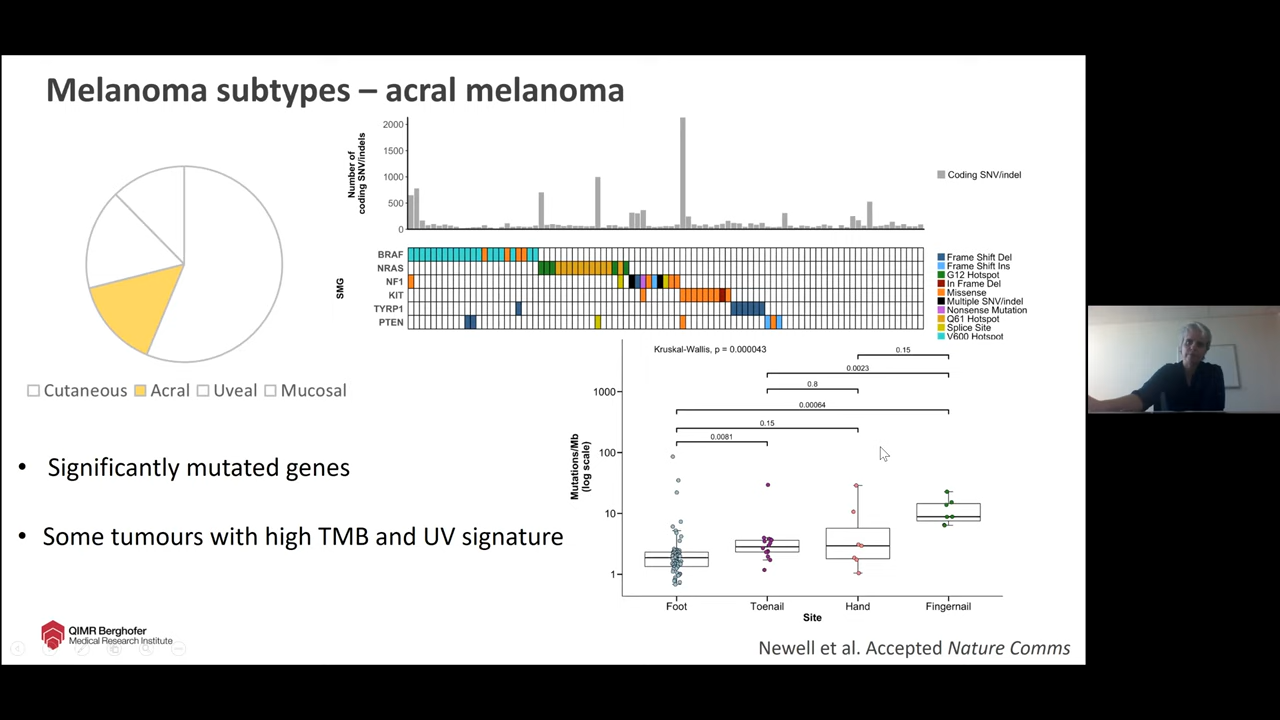 Melanoma subtypes – acral melanoma
Number of
coding SNV/indels
2000
1500
1000
500
0
Coding SNV/indel
SMG
BRAF
NRAS
NF1
KIT
TYRP1
PTEN
Frame Shift Del
Frame Shift Ins
G12 Hotspot
In Frame Del
Missense
Multiple SNV/indel
Nonsense Mutation
Q61 Hotspot
Splice Site
V600 Hotspot
Cutaneous Acral Uveal Mucosal
• Significantly mutated genes
• Some tumours with high TMB and UV signature
Kruskal-Wallis, p = 0.000043
0.15
0.0023
0.8
0.00064
0.15
0.0081
Mutations/Mb
(log scale)
1000
100
10
1
Foot Toenail Hand Fingernail
Site
QIMR Berghofer
Medical Research Institute
Newell et al. Accepted Nature Comms